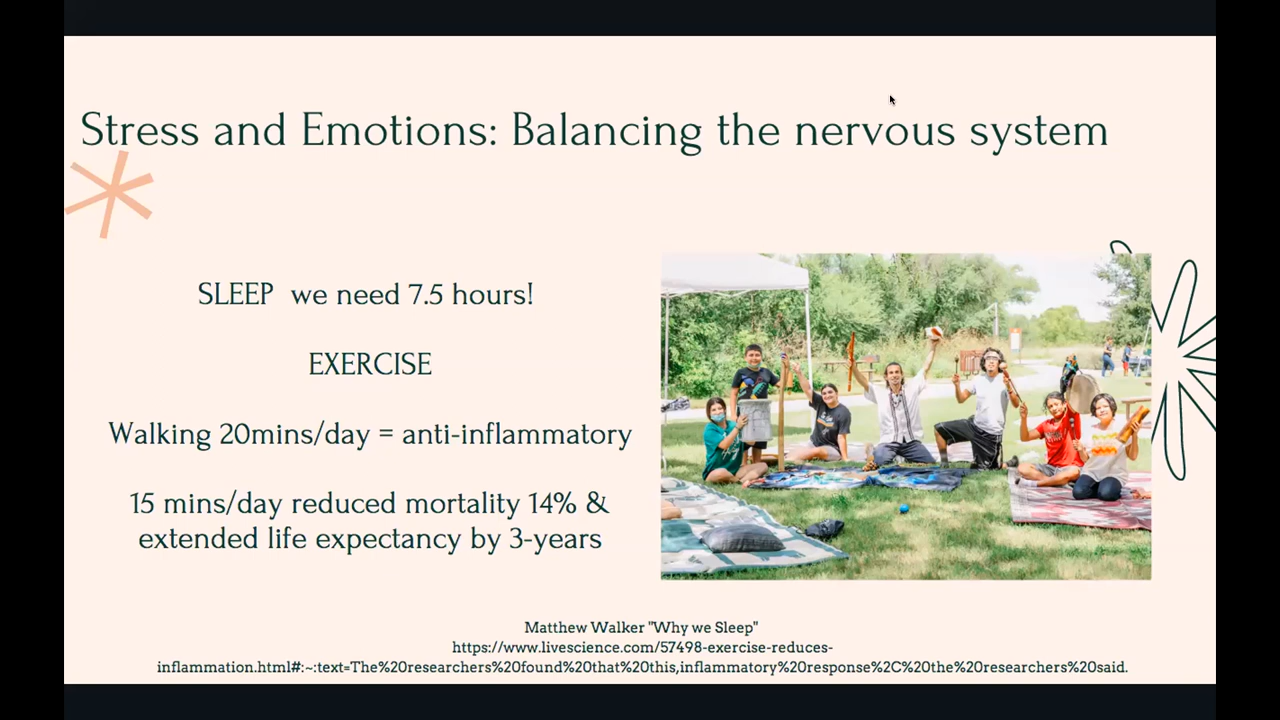 Stress and Emotions: Balancing the nervous system
SLEEP  we need 7.5 hours!
EXERCISE
Walking 20mins/day = anti-inflammatory
15 mins/day reduced mortality 14% &
extended life expectancy by 3-years
Matthew Walker "Why we Sleep"
https://www.livescience.com/57498-exercise-reduces-
inflammation.html#:~:text=The%20researchers%20found%20that%20this,inflammatory%20response%2C%20the%20researchers%20said.